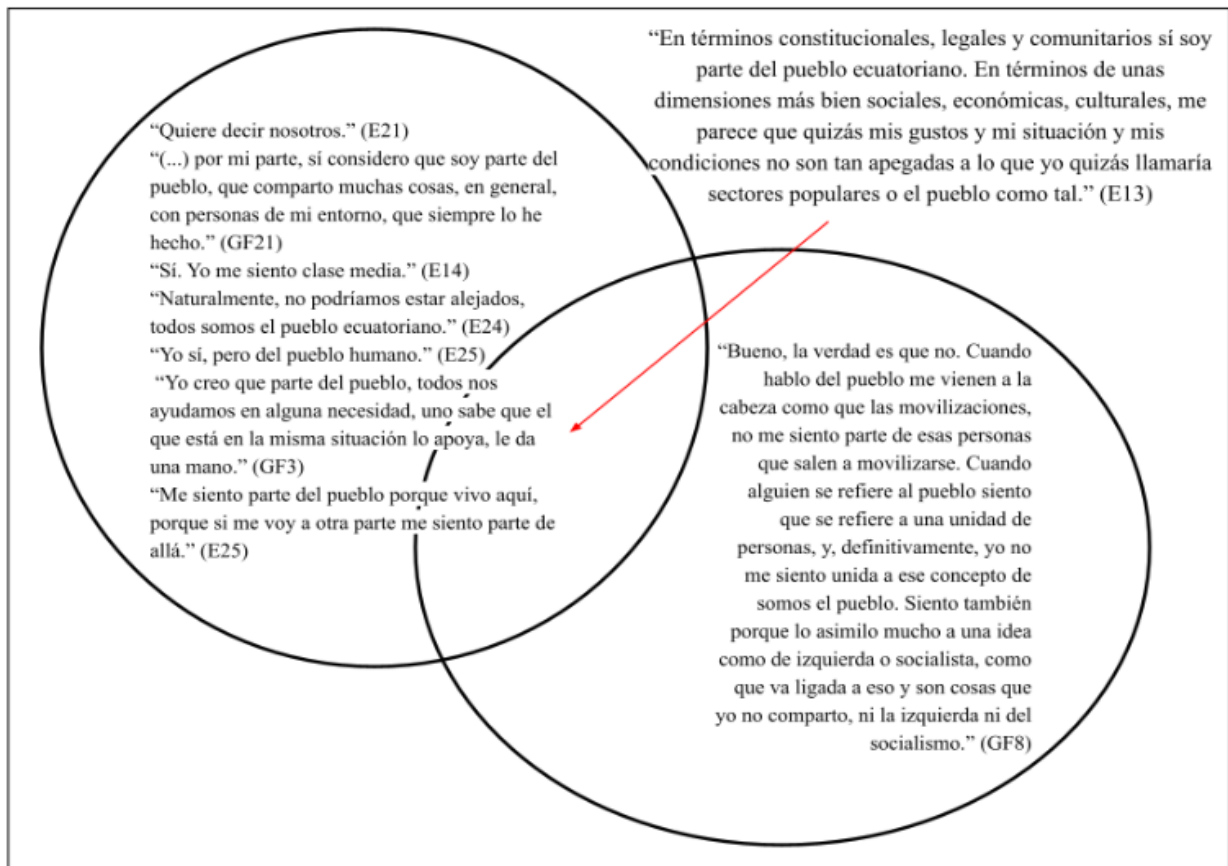 “En términos constitucionales, legales y comunitarios sí soy
parte del pueblo ecuatoriano. En términos de unas
dimensiones más bien sociales, económicas, culturales, me
parece que quizás mis gustos y mi situación y mis
condiciones no son tan apegadas a lo que yo quizás llamaría
sectores populares o el pueblo como tal.” (E13)
“Quiere decir nosotros.” (E21)
“(...) por mi parte, sí considero que soy parte del
pueblo, que comparto muchas cosas, en general,
con personas de mi entorno, que siempre lo he
hecho.” (GF21)
“Sí. Yo me siento clase media.” (E14)
“Naturalmente, no podríamos estar alejados,
todos somos el pueblo ecuatoriano.” (E24)
“Yo sí, pero del pueblo humano.” (E25)
“Yo creo que parte del pueblo, todos nos
ayudamos en alguna necesidad, uno sabe que el
que está en la misma situación lo apoya, le da
una mano.” (GF3)
“Me siento parte del pueblo porque vivo aquí,
porque si me voy a otra parte me siento parte de
allá.” (E25)
“Bueno, la verdad es que no. Cuando
hablo del pueblo me vienen a la
cabeza como que las movilizaciones,
no me siento parte de esas personas
que salen a movilizarse. Cuando
alguien se refiere al pueblo siento
que se refiere a una unidad de
personas, y, definitivamente, yo no
me siento unida a ese concepto de
somos el pueblo. Siento también
porque lo asimilo mucho a una idea
como de izquierda o socialista, como
que va ligada a eso y son cosas que
yo no comparto, ni la izquierda ni del
socialismo.” (GF8)